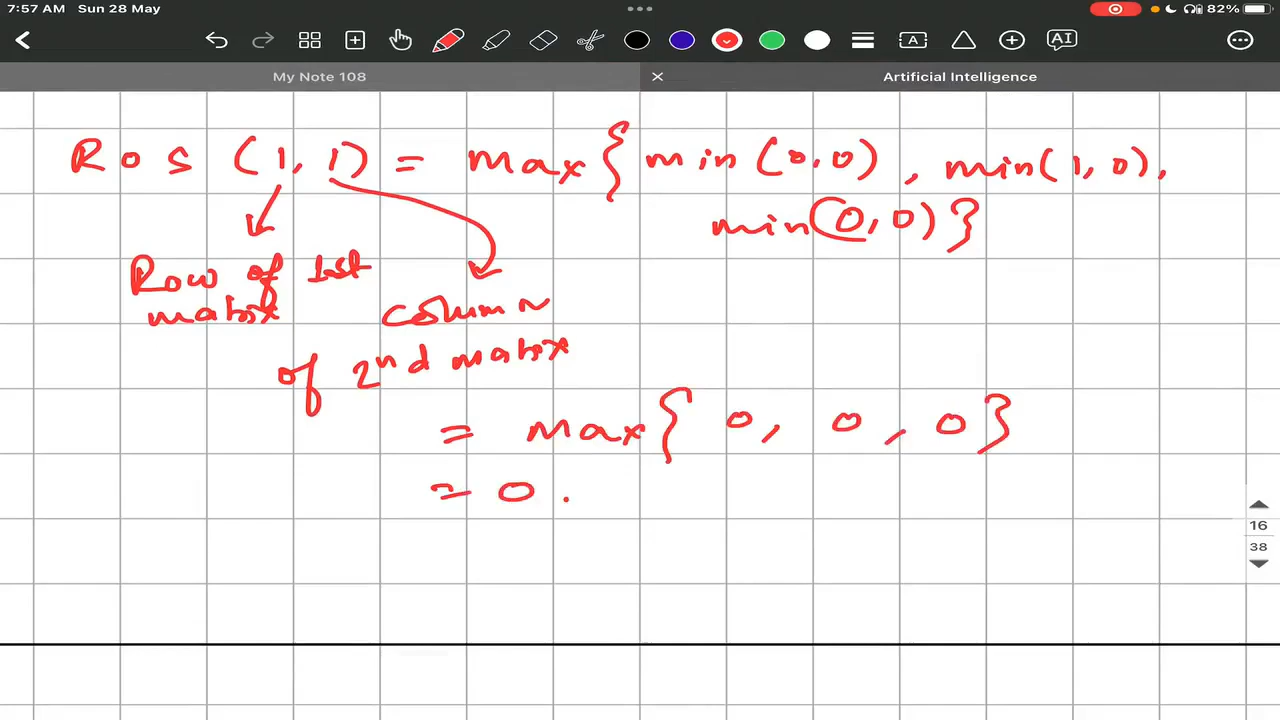 7:57 AM Sun 28 May
82%
A
AI
My Note 108
Artificial Intelligence
Ros (1, 1) = max{ min (0,0) , min(1,0),
min(0,0) }
Row of 1st
matrix
column
of 2nd matrix
= max{ 0, 0, 0}
= 0.
16
38